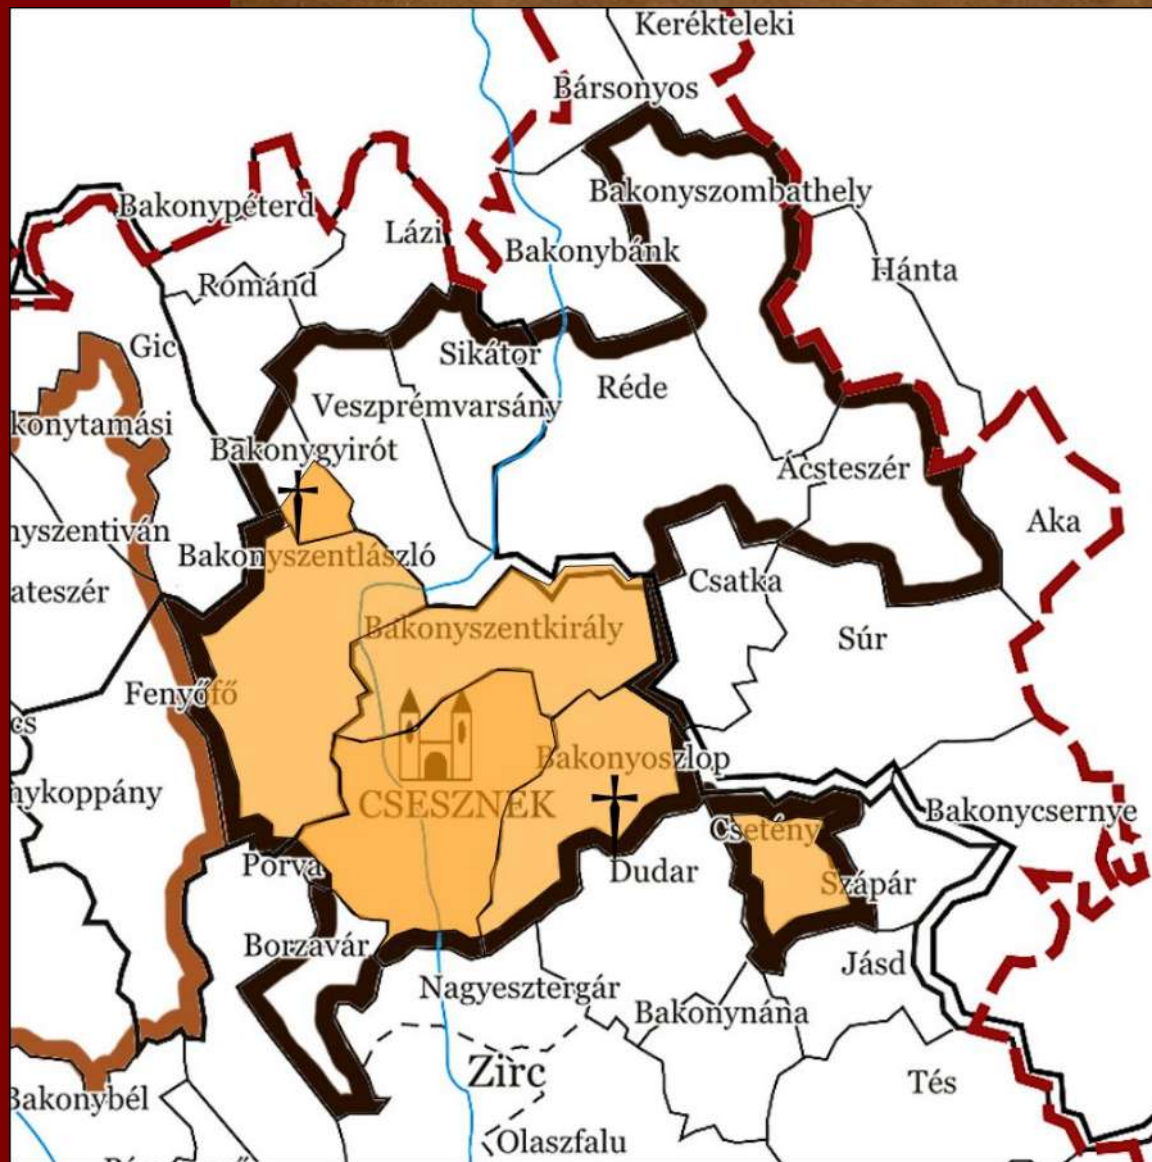 Kerékteleki
Bársonyos
Bakonyszombathely
Bakonypéterd
Lázi
Bakonybánk
Hánta
Románd
Gic
Sikátor
Réde
Veszprémvarsány
konytamási
Bakonygyirót
Ácsteszér
Aka
nyszentiván
Bakonyszentlászló
Csatka
ateszér
Bakonyszentkirály
Súr
Fenyőfő
cs
Bakonyoszlop
nykoppány
CSESZNEK
Bakonycsernye
Csetény
Porva
Dudar
Szápár
Borzavár
Jásd
Nagyesztergár
Bakonynána
Zirc
Tés
Bakonybél
Olaszfalu